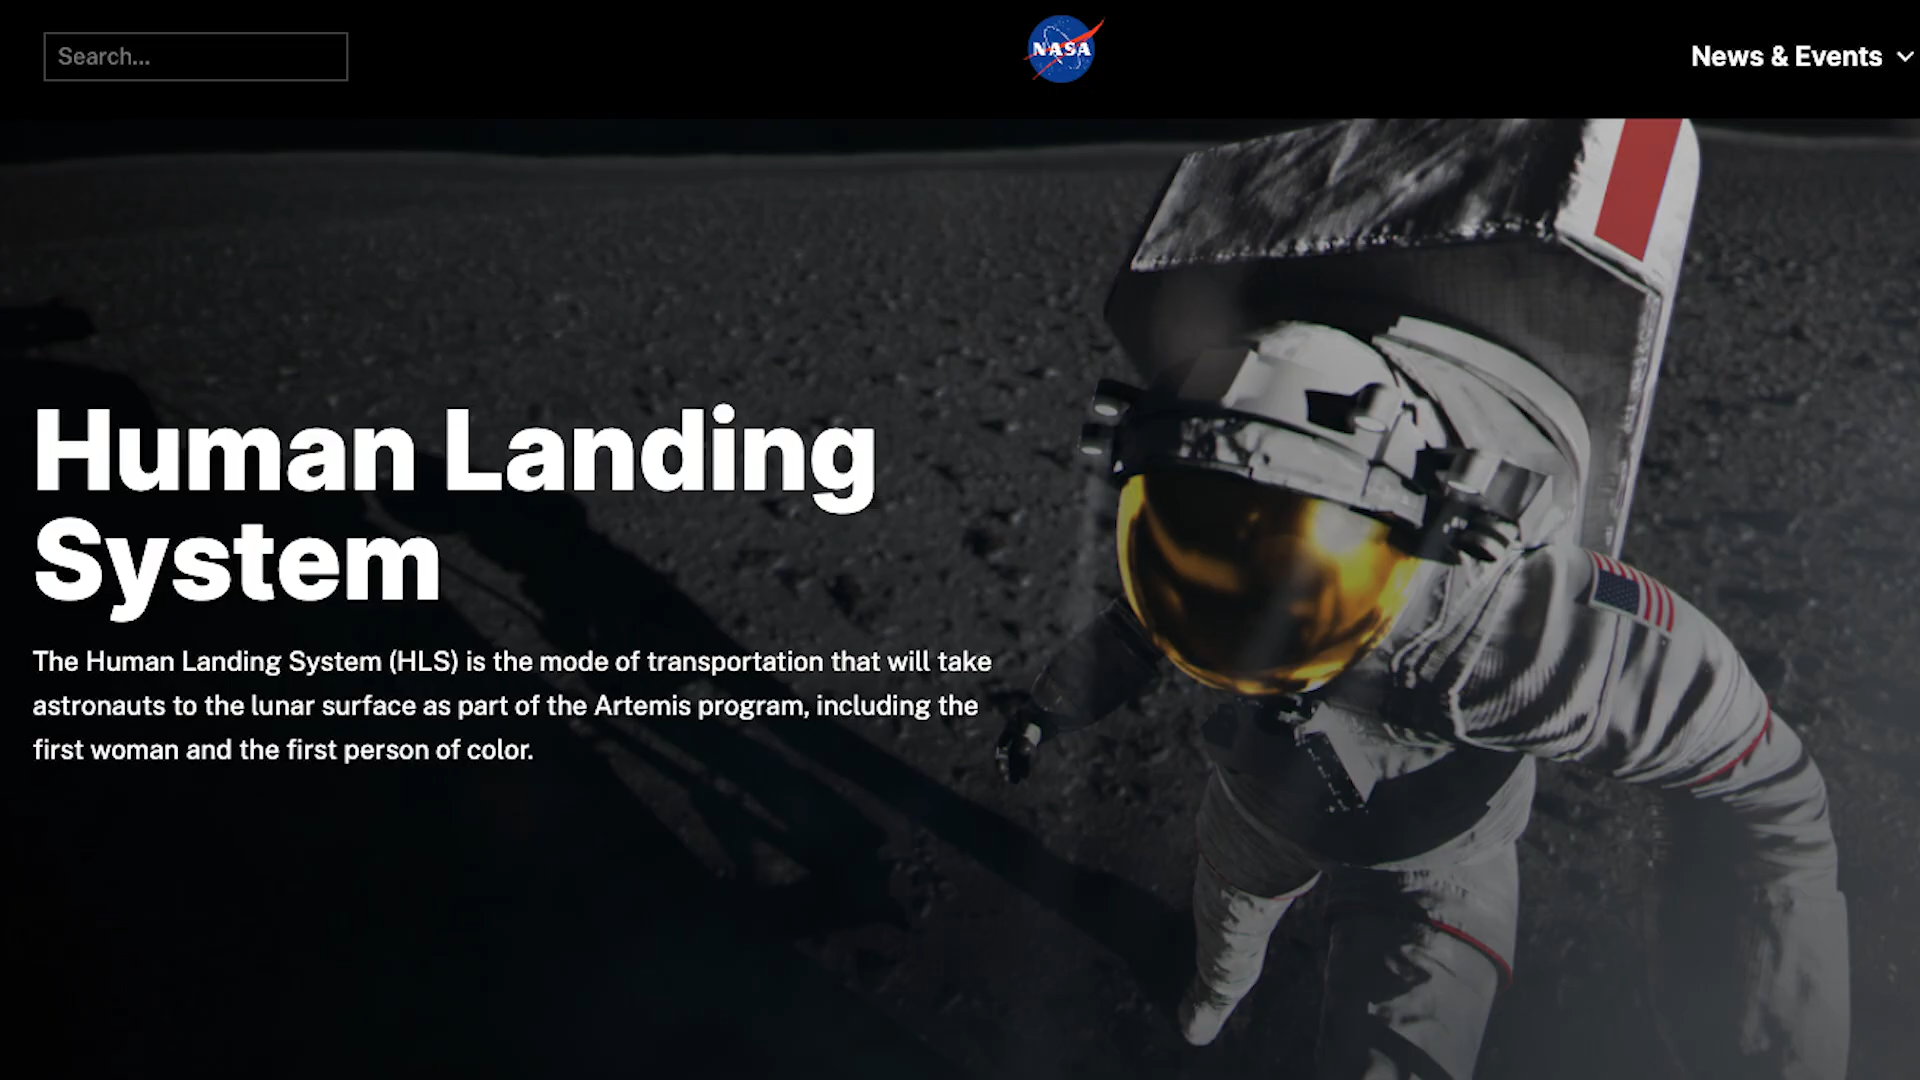 Search...
NASA
News & Events
Human Landing
System
The Human Landing System (HLS) is the mode of transportation that will take
astronauts to the lunar surface as part of the Artemis program, including the
first woman and the first person of color.